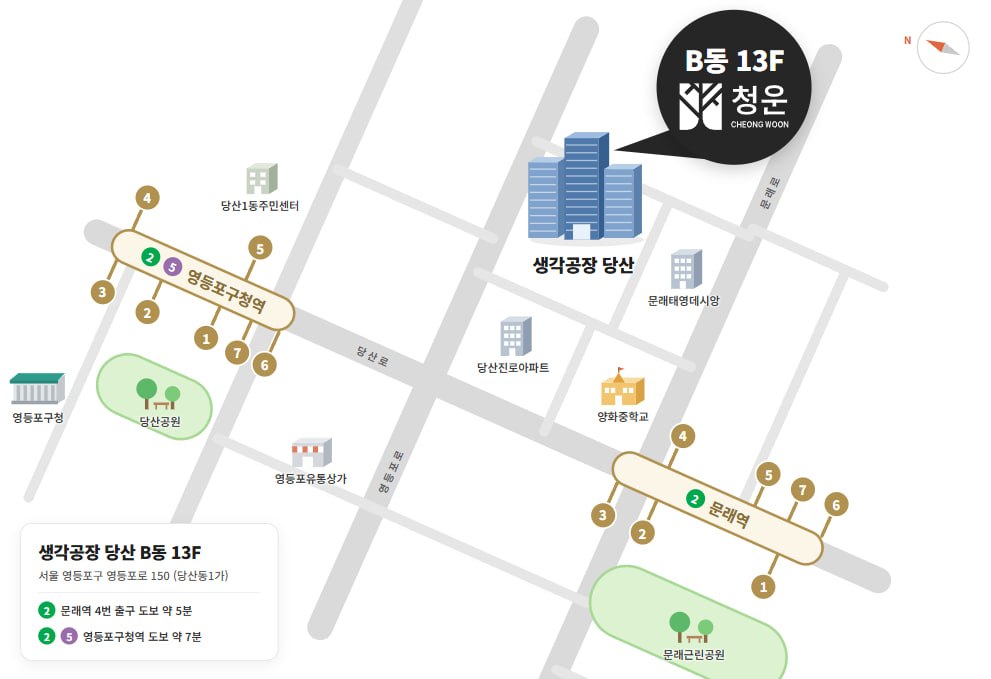 B동 13F
청운
CHEONG WOON
N
문래로
4
당산1동주민센터
5
2
5
영등포구청역
3
2
1
7
6
생각공장 당산
문래태영데시앙
당산로
당산진로아파트
양화중학교
영등포구청
당산공원
영등포유통상가
영등포로
4
5
7
6
2
문래역
3
2
1
문래근린공원
생각공장 당산 B동 13F
서울 영등포구 영등포로 150 (당산동1가)
2 문래역 4번 출구 도보 약 5분
2 5 영등포구청역 도보 약 7분